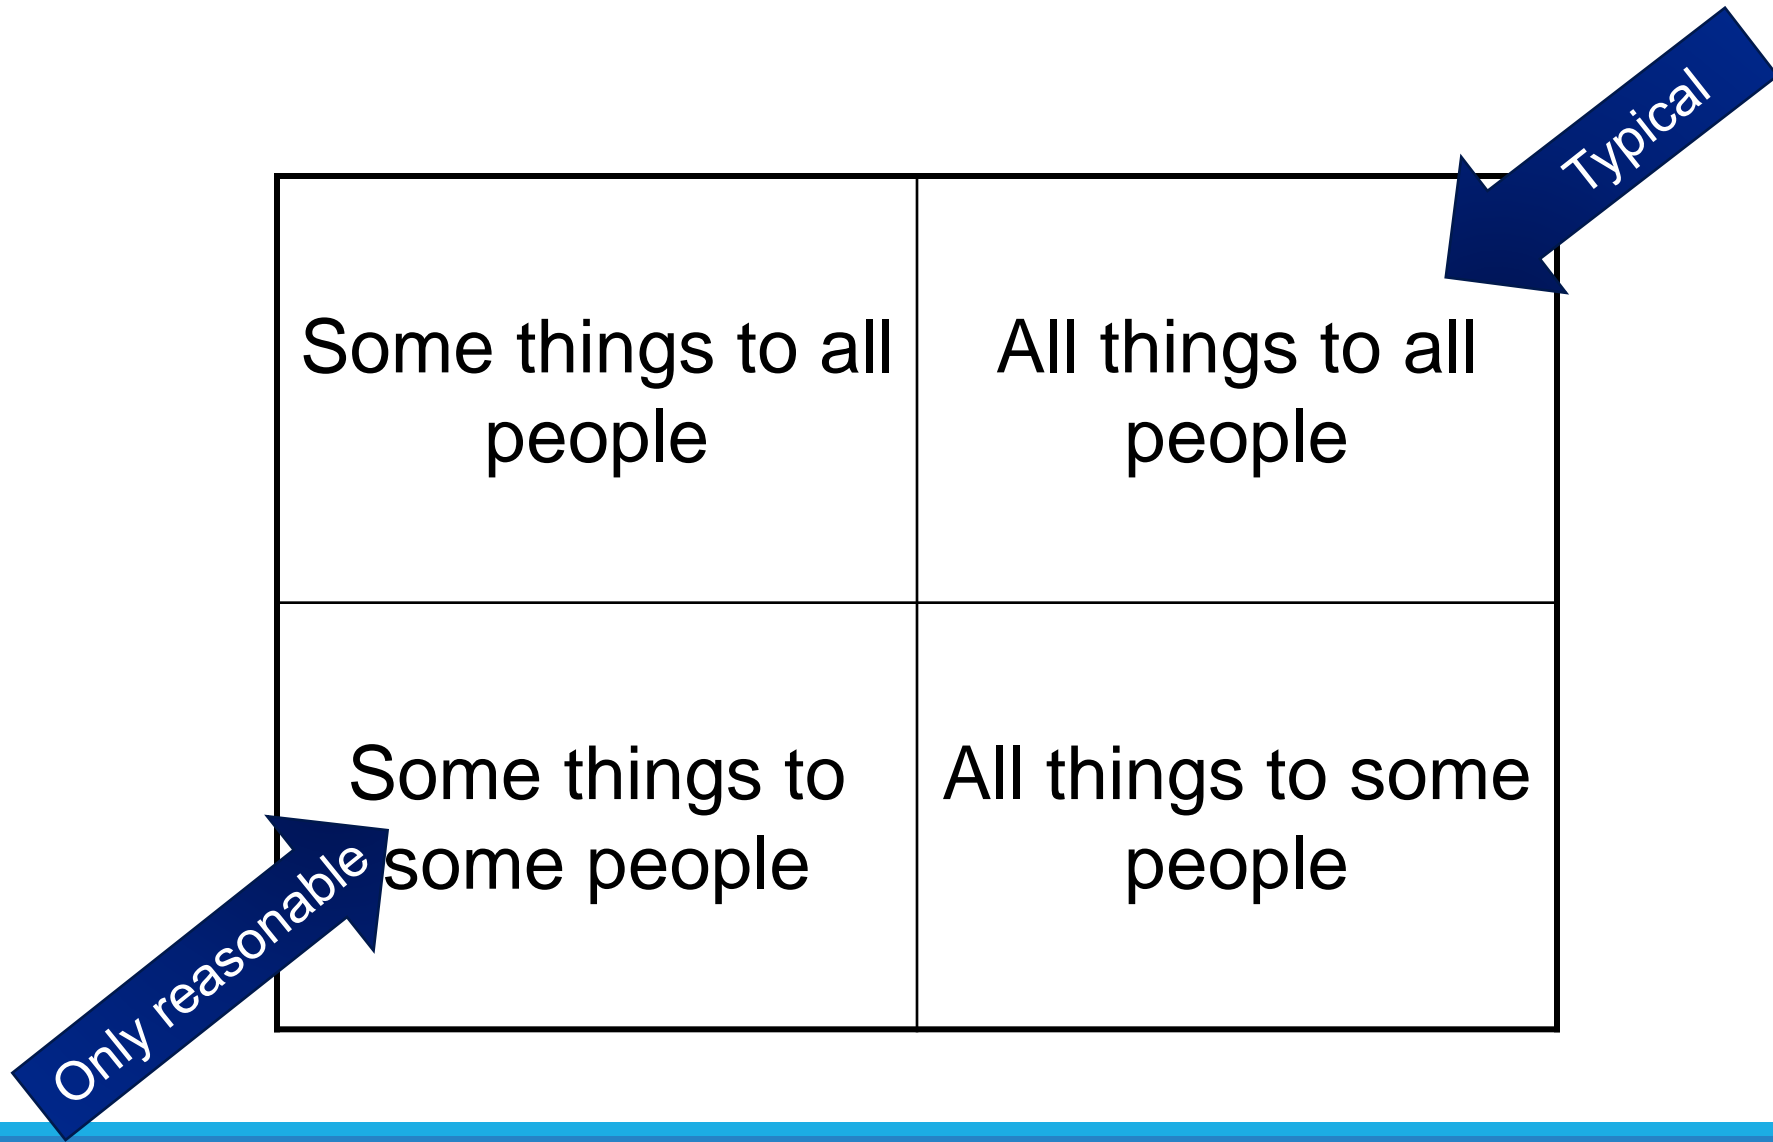 Typical
Some things to all
people
All things to all
people
Some things to
some people
All things to some
people
Only reasonable